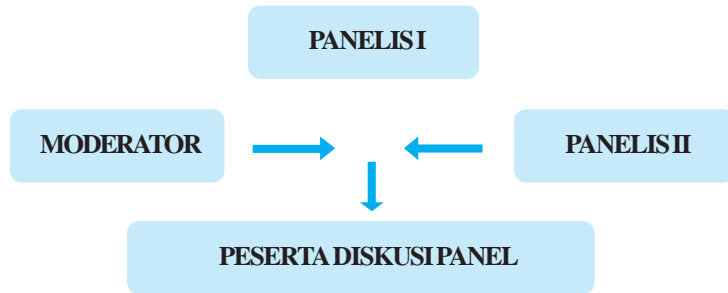 PANELIS I
MODERATOR
PANELIS II
PESERTA DISKUSI PANEL